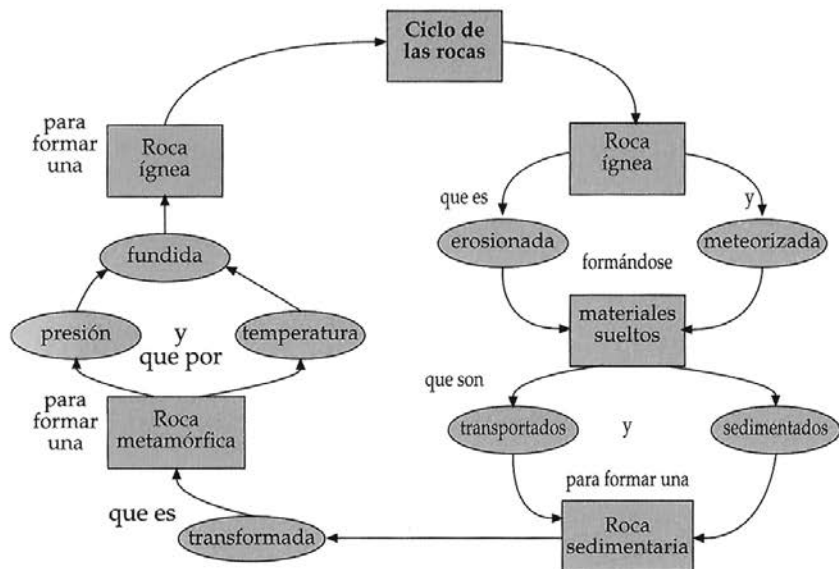 Ciclo de
las rocas
Roca
ígnea
que es
y
erosionada
meteorizada
formándose
materiales
sueltos
que son
transportados
y
sedimentados
para formar una
Roca
sedimentaria
transformada
que es
Roca
metamórfica
para
formar
una
y
que por
presión
temperatura
fundida
Roca
ígnea
para
formar
una